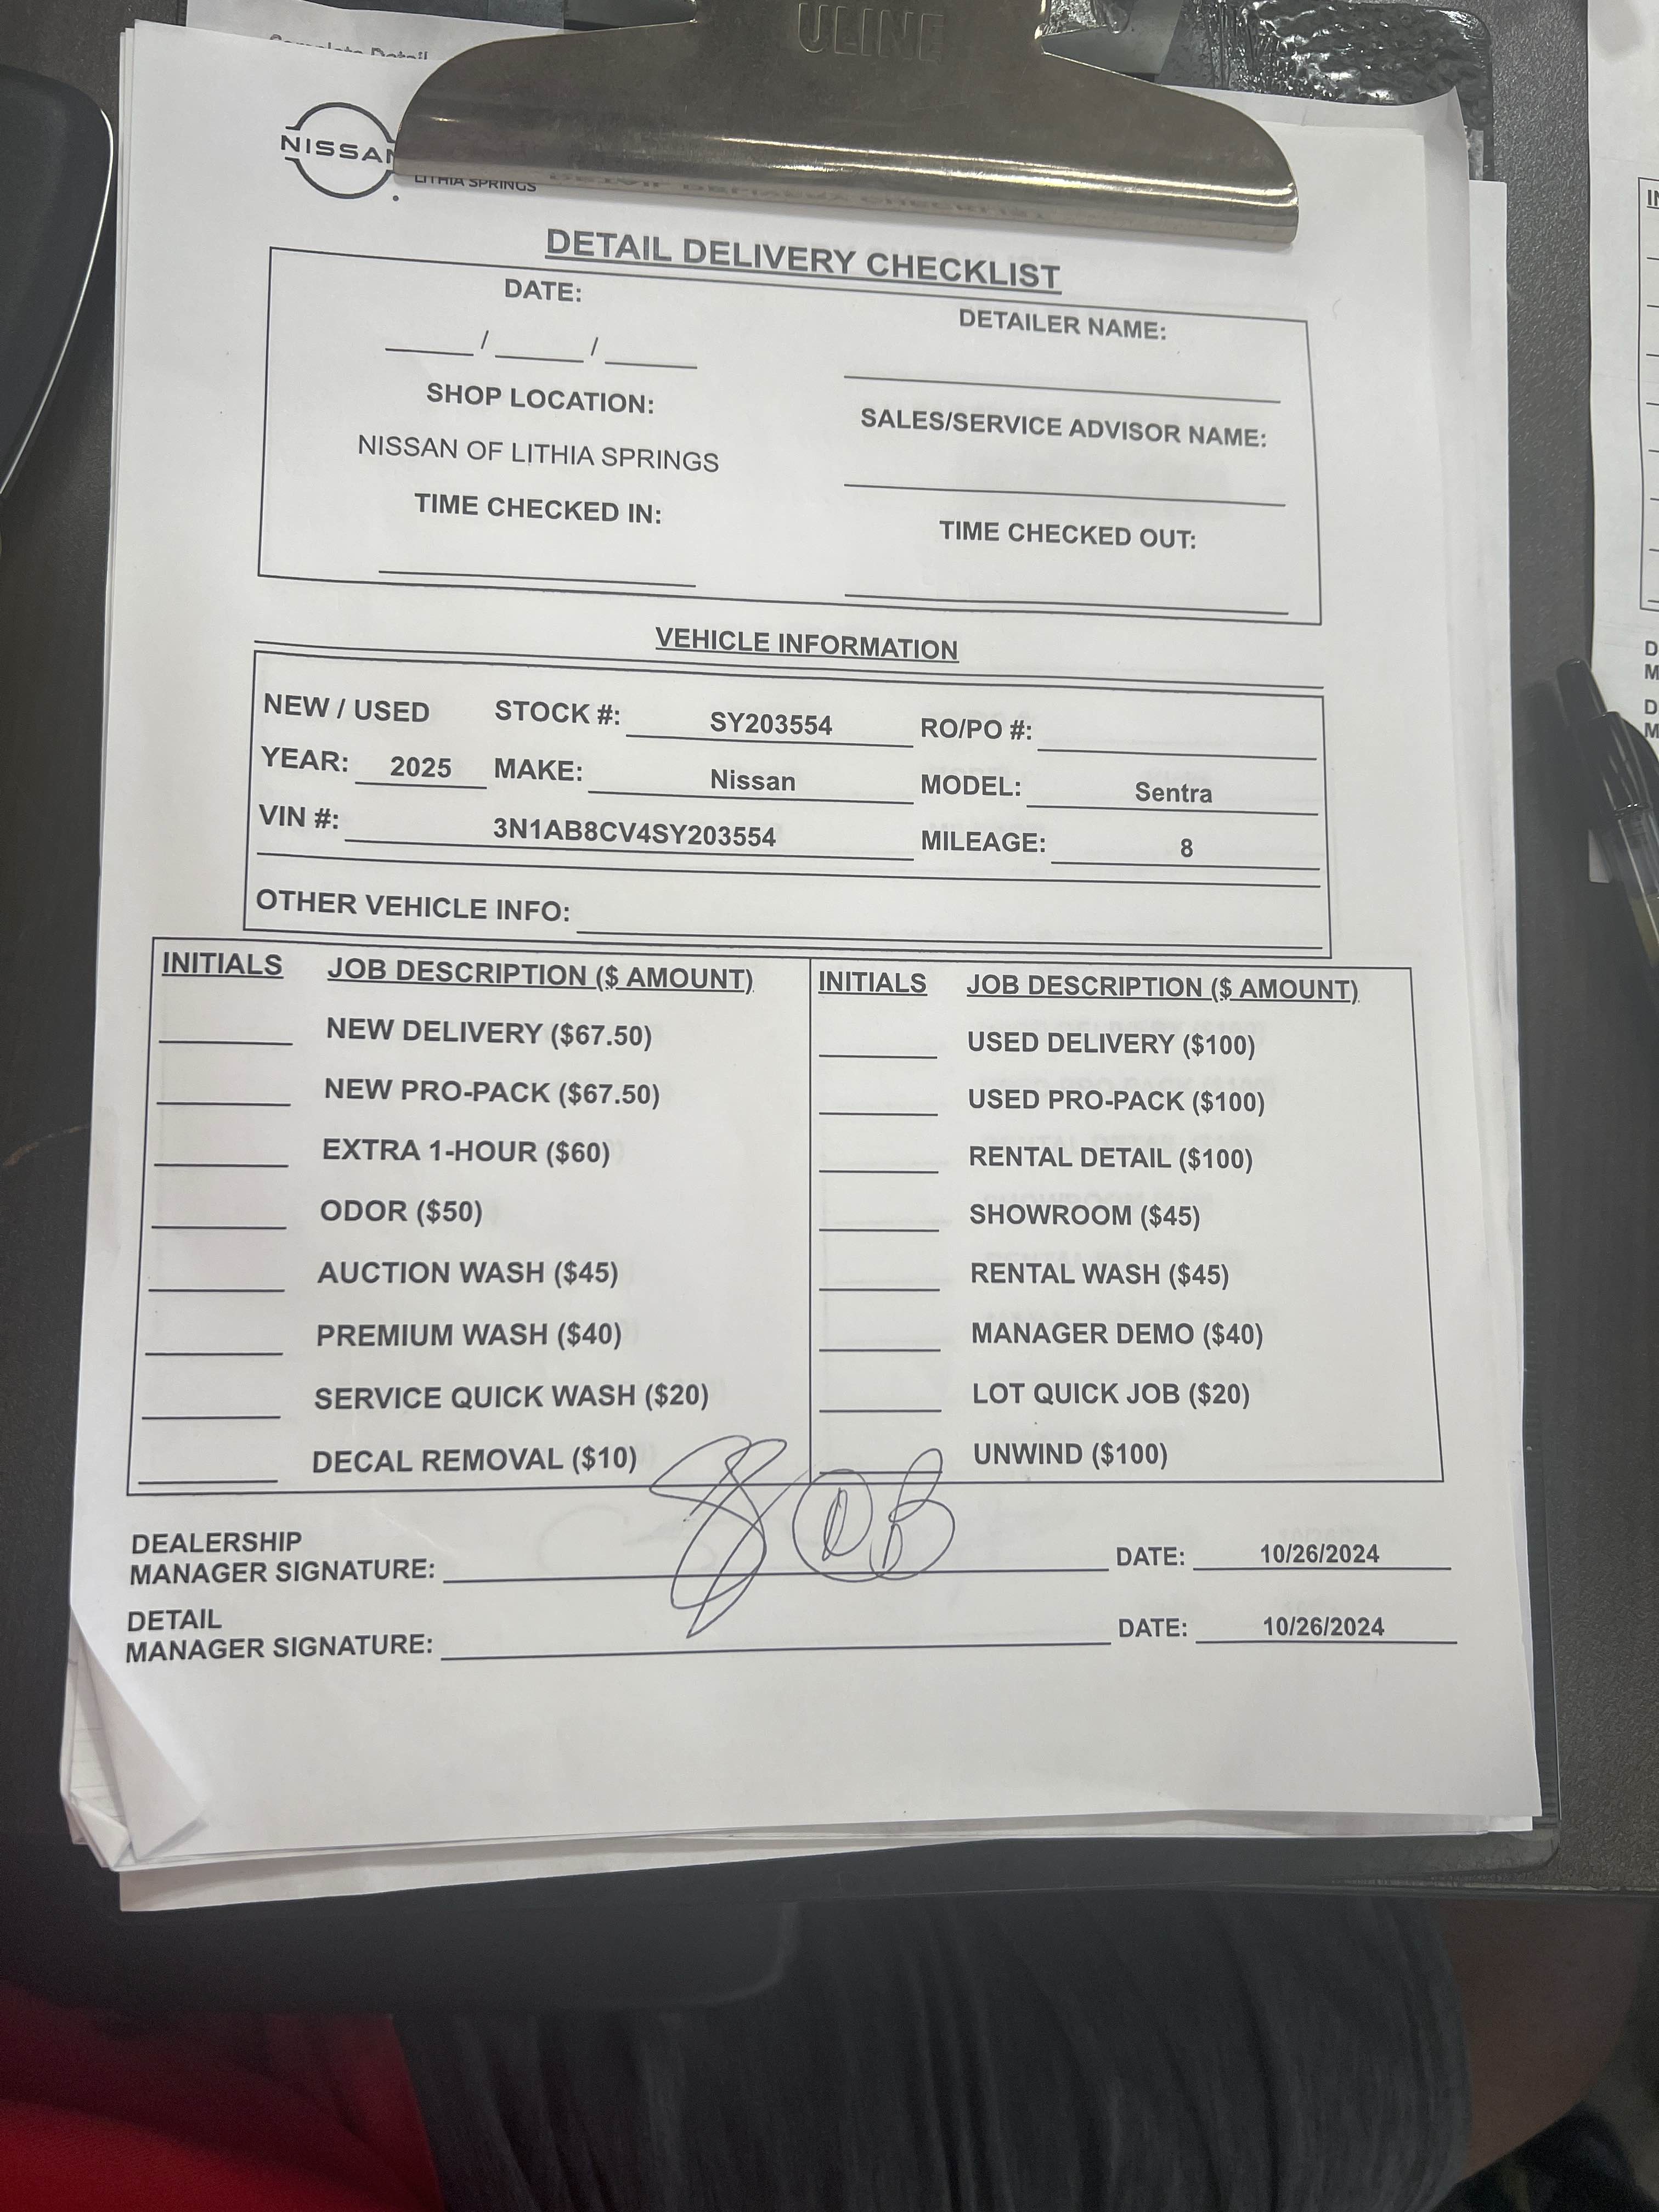 ULINE
NISSAN
LITHIA SPRINGS
DETAIL DELIVERY CHECKLIST
DATE:
____ / ____ / ____
DETAILER NAME:
SHOP LOCATION:
NISSAN OF LITHIA SPRINGS
SALES/SERVICE ADVISOR NAME:
TIME CHECKED IN:
TIME CHECKED OUT:
VEHICLE INFORMATION
NEW / USED STOCK #: SY203554 RO/PO #:
YEAR: 2025 MAKE: Nissan MODEL: Sentra
VIN #: 3N1AB8CV4SY203554 MILEAGE: 8
OTHER VEHICLE INFO:
INITIALS JOB DESCRIPTION ($ AMOUNT) INITIALS JOB DESCRIPTION ($ AMOUNT)
NEW DELIVERY ($67.50) USED DELIVERY ($100)
NEW PRO-PACK ($67.50) USED PRO-PACK ($100)
EXTRA 1-HOUR ($60) RENTAL DETAIL ($100)
ODOR ($50) SHOWROOM ($45)
AUCTION WASH ($45) RENTAL WASH ($45)
PREMIUM WASH ($40) MANAGER DEMO ($40)
SERVICE QUICK WASH ($20) LOT QUICK JOB ($20)
DECAL REMOVAL ($10) UNWIND ($100)
DEALERSHIP
MANAGER SIGNATURE: DATE: 10/26/2024
DETAIL
MANAGER SIGNATURE: DATE: 10/26/2024